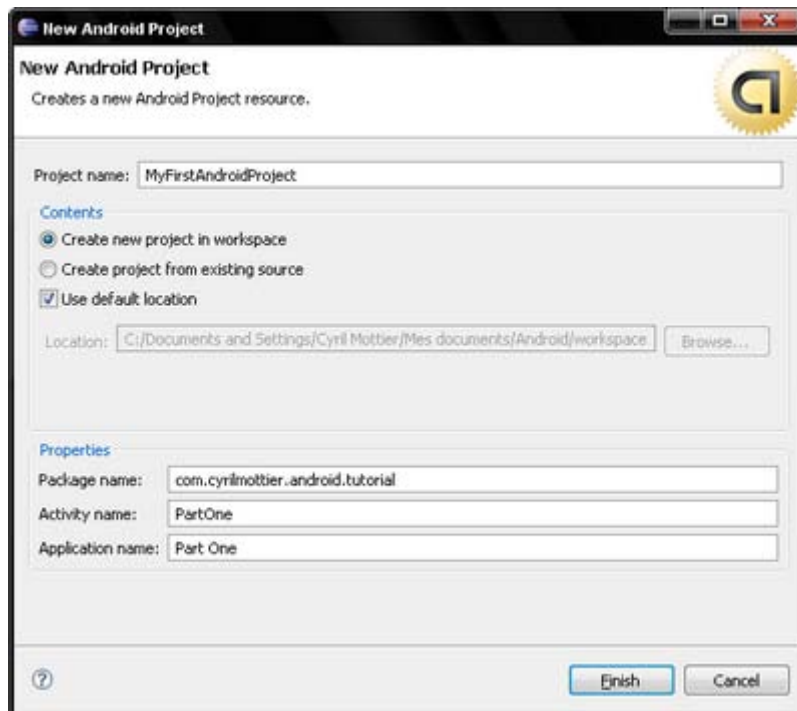 New Android Project
New Android Project
Creates a new Android Project resource.
Project name: MyFirstAndroidProject
Contents
Create new project in workspace
Create project from existing source
Use default location
Location: C:/Documents and Settings/Cyril Mottier/Mes documents/Android/workspace Browse...
Properties
Package name: com.cyrilmottier.android.tutorial
Activity name: PartOne
Application name: Part One
? Finish Cancel